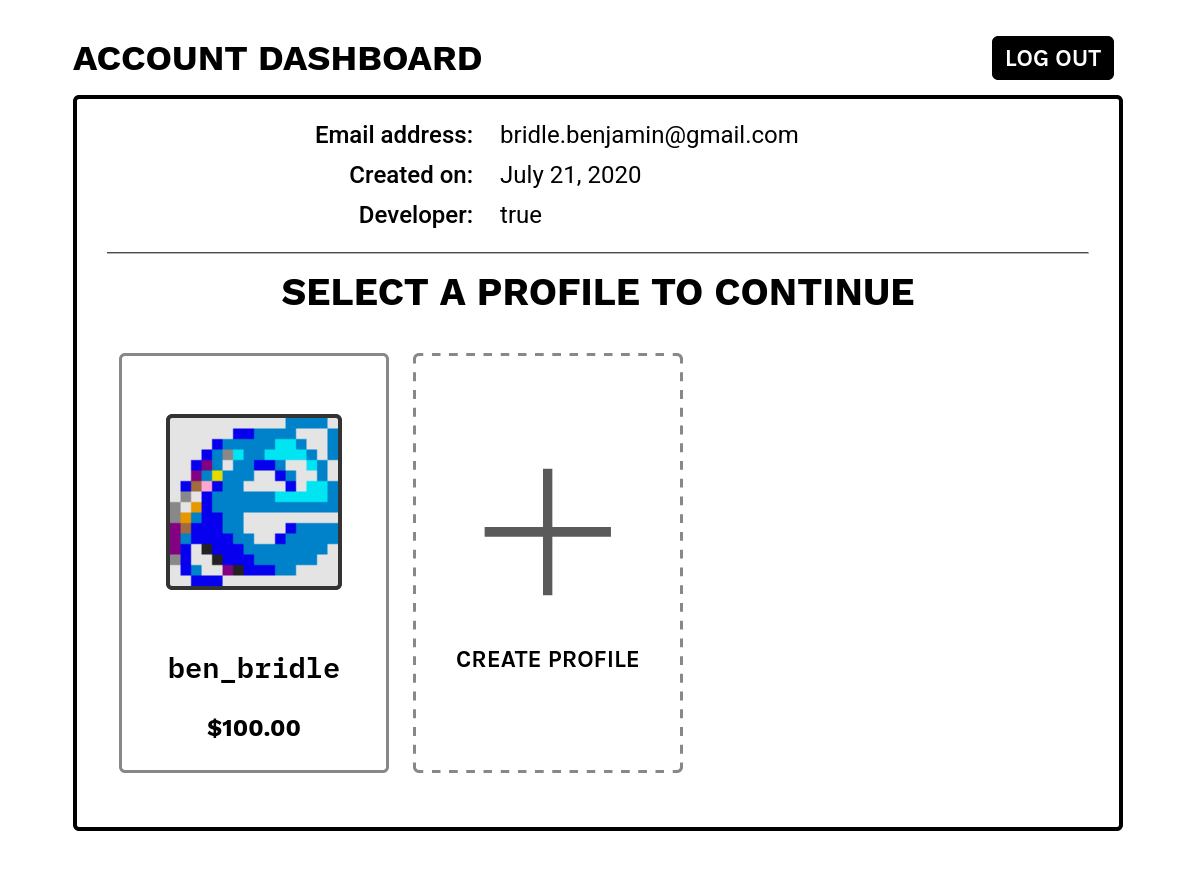 ACCOUNT DASHBOARD
LOG OUT
Email address: bridle.benjamin@gmail.com
Created on: July 21, 2020
Developer: true
SELECT A PROFILE TO CONTINUE
ben_bridle
$100.00
CREATE PROFILE